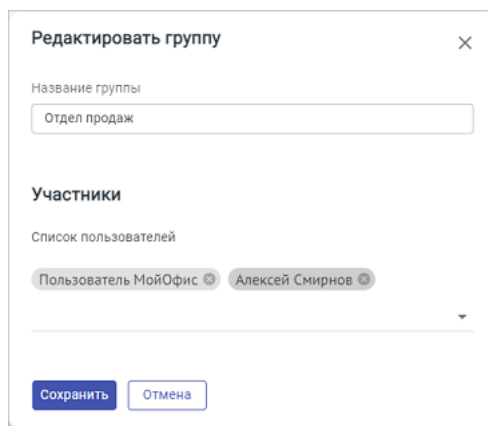 Редактировать группу
Название группы
Отдел продаж
Участники
Список пользователей
Пользователь МойОфис Алексей Смирнов
Сохранить Отмена